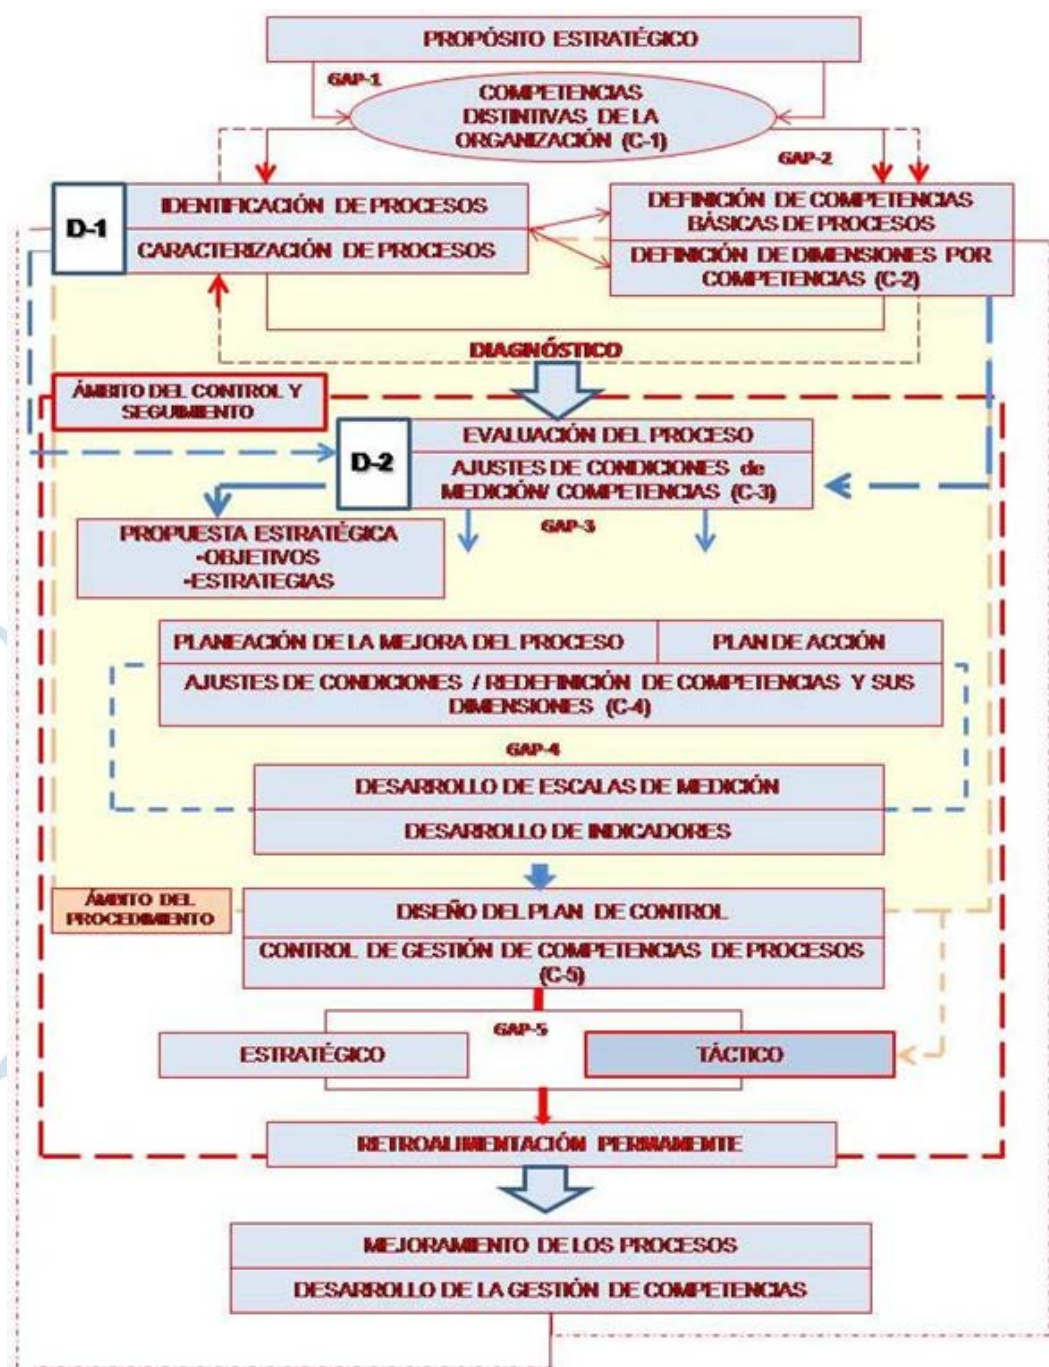 PROPÓSITO ESTRATÉGICO
GAP-1
COMPETENCIAS
DISTINTIVAS DE LA
ORGANIZACIÓN (C-1)
GAP-2
D-1
IDENTIFICACIÓN DE PROCESOS
CARACTERIZACIÓN DE PROCESOS
DEFINICIÓN DE COMPETENCIAS
BÁSICAS DE PROCESOS
DEFINICIÓN DE DIMENSIONES POR
COMPETENCIAS (C-2)
DIAGNÓSTICO
ÁMBITO DEL CONTROL Y
SEGUIMIENTO
D-2
EVALUACIÓN DEL PROCESO
AJUSTES DE CONDICIONES de
MEDICIÓN/ COMPETENCIAS (C-3)
GAP-3
PROPUESTA ESTRATÉGICA
-OBJETIVOS
-ESTRATEGIAS
PLANEACIÓN DE LA MEJORA DEL PROCESO
PLAN DE ACCIÓN
AJUSTES DE CONDICIONES / REDEFINICIÓN DE COMPETENCIAS Y SUS
DIMENSIONES (C-4)
GAP-4
DESARROLLO DE ESCALAS DE MEDICIÓN
DESARROLLO DE INDICADORES
ÁMBITO DEL
PROCEDIMIENTO
DISEÑO DEL PLAN DE CONTROL
CONTROL DE GESTIÓN DE COMPETENCIAS DE PROCESOS
(C-5)
GAP-5
ESTRATÉGICO
TÁCTICO
RETROALIMENTACIÓN PERMAMENTE
MEJORAMIENTO DE LOS PROCESOS
DESARROLLO DE LA GESTIÓN DE COMPETENCIAS